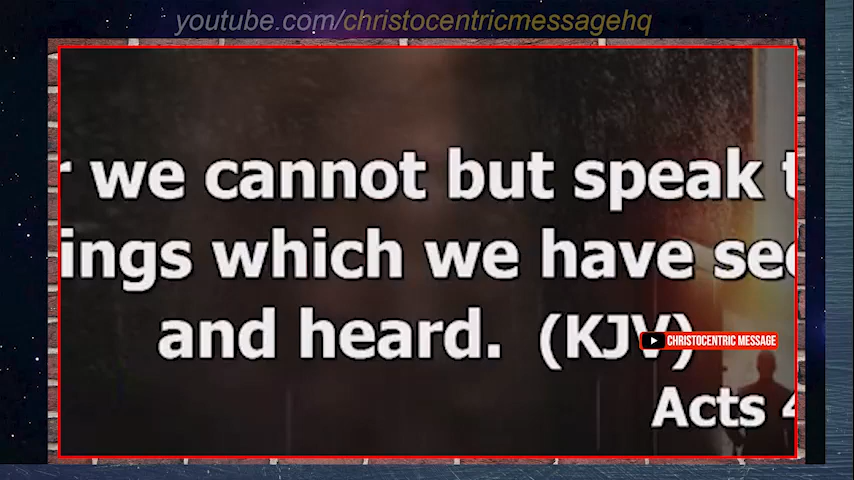 youtube.com/christocentricmessagehq
we cannot but speak
ings which we have see
and heard. (KJV)
CHRISTOCENTRIC MESSAGE
Acts 4